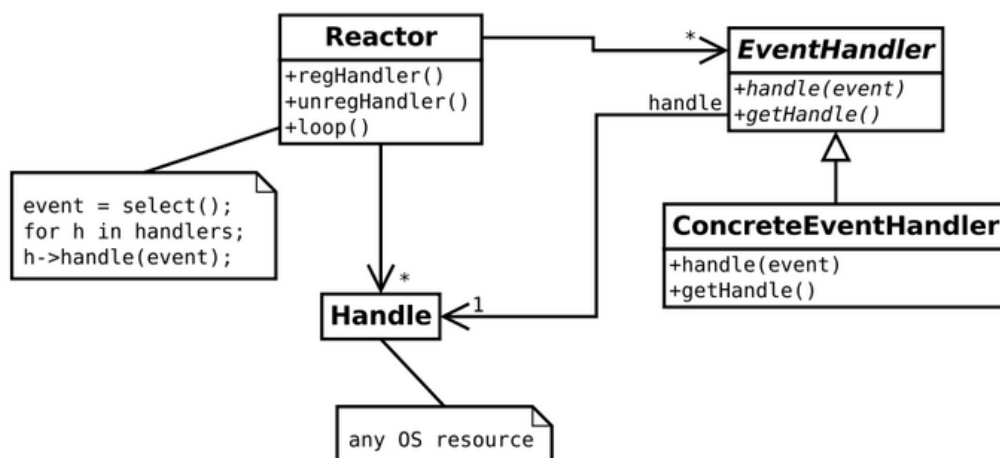 Reactor
+regHandler()
+unregHandler()
+loop()
*
EventHandler
+handle(event)
+getHandle()
handle
event = select();
for h in handlers;
h->handle(event);
ConcreteEventHandler
+handle(event)
+getHandle()
*
1
Handle
any OS resource